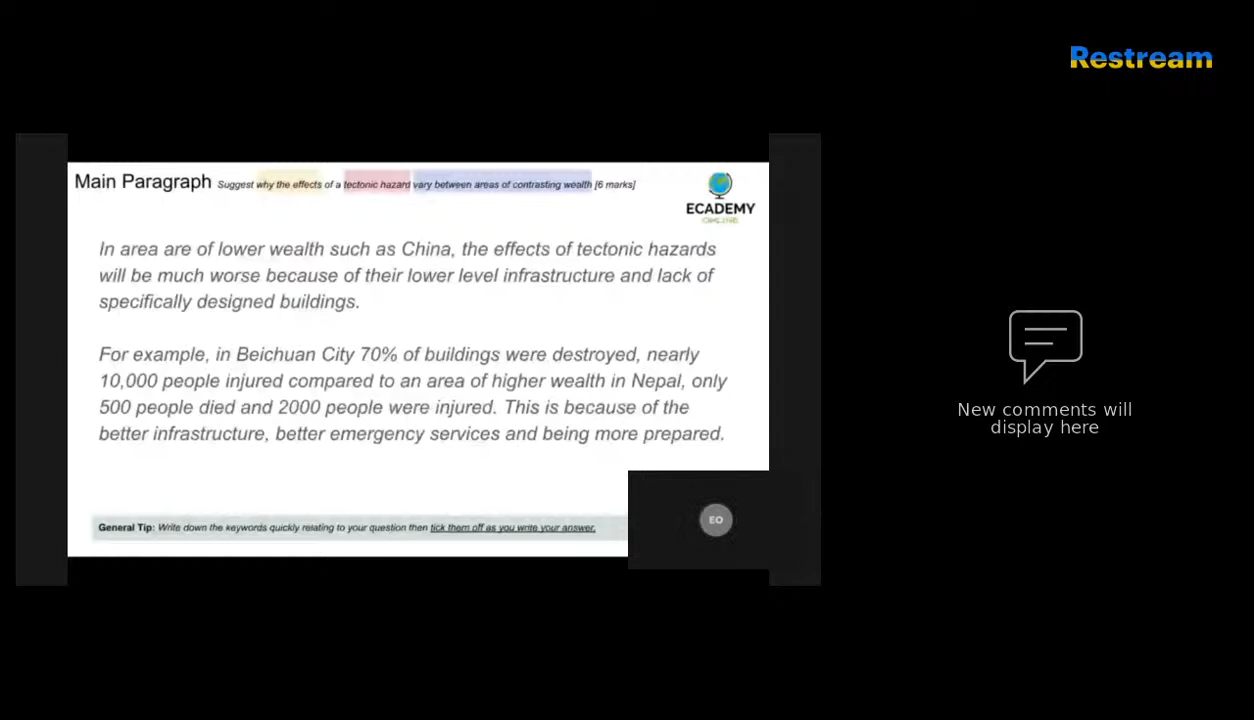 Restream
Main Paragraph Suggest why the effects of a tectonic hazard vary between areas of contrasting wealth [6 marks]
ECADEMY
ONLINE
In area are of lower wealth such as China, the effects of tectonic hazards
will be much worse because of their lower level infrastructure and lack of
specifically designed buildings.
For example, in Beichuan City 70% of buildings were destroyed, nearly
10,000 people injured compared to an area of higher wealth in Nepal, only
500 people died and 2000 people were injured. This is because of the
better infrastructure, better emergency services and being more prepared.
General Tip: Write down the keywords quickly relating to your question then tick them off as you write your answer.
EO
New comments will
display here